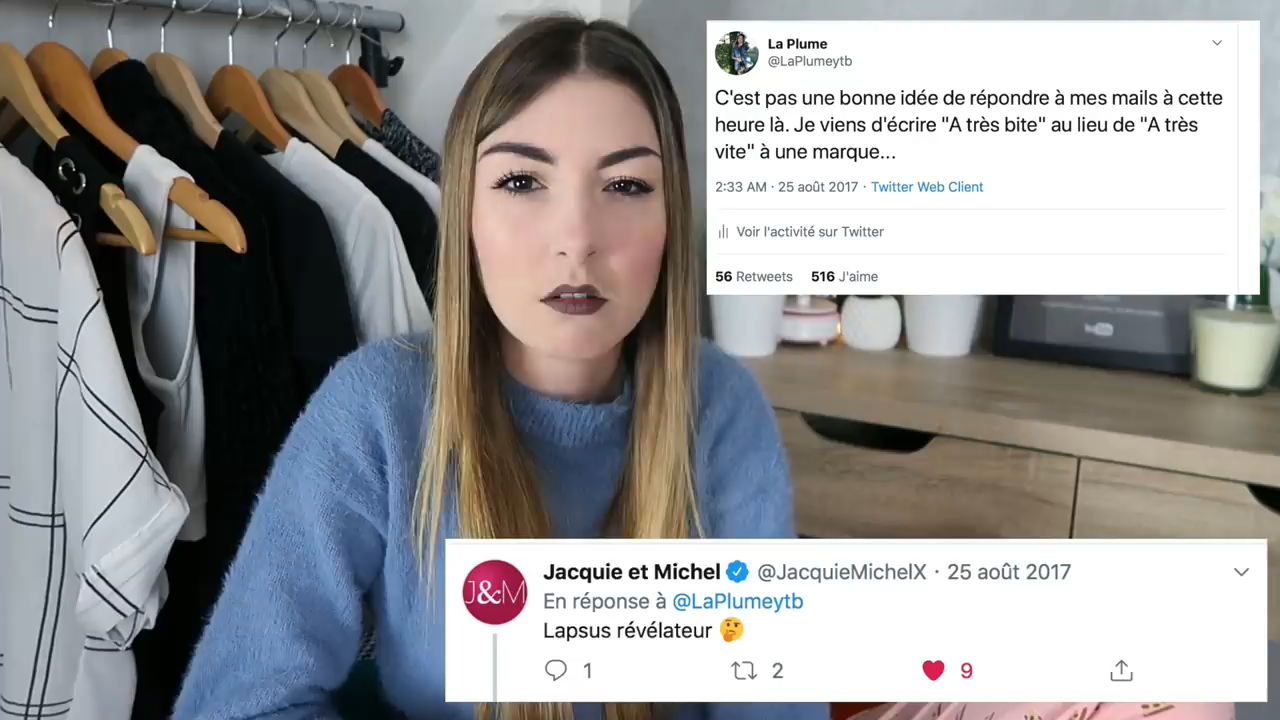 La Plume
@LaPlumeytb
C'est pas une bonne idée de répondre à mes mails à cette
heure là. Je viens d'écrire "A très bite" au lieu de "A très
vite" à une marque...
2:33 AM · 25 août 2017 · Twitter Web Client
Voir l'activité sur Twitter
56 Retweets 516 J'aime
J&M
Jacquie et Michel @JacquieMichelX · 25 août 2017
En réponse à @LaPlumeytb
Lapsus révélateur 🤔
1 2 9